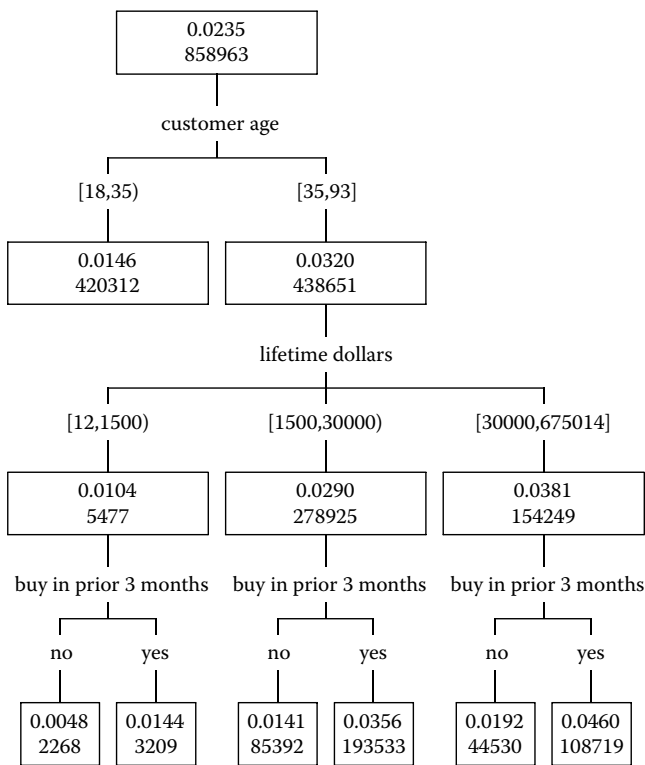 0.0235
858963
customer age
[18,35)
[35,93]
0.0146
420312
0.0320
438651
lifetime dollars
[12,1500)
[1500,30000)
[30000,675014]
0.0104
5477
0.0290
278925
0.0381
154249
buy in prior 3 months
buy in prior 3 months
buy in prior 3 months
no
yes
no
yes
no
yes
0.0048
2268
0.0144
3209
0.0141
85392
0.0356
193533
0.0192
44530
0.0460
108719